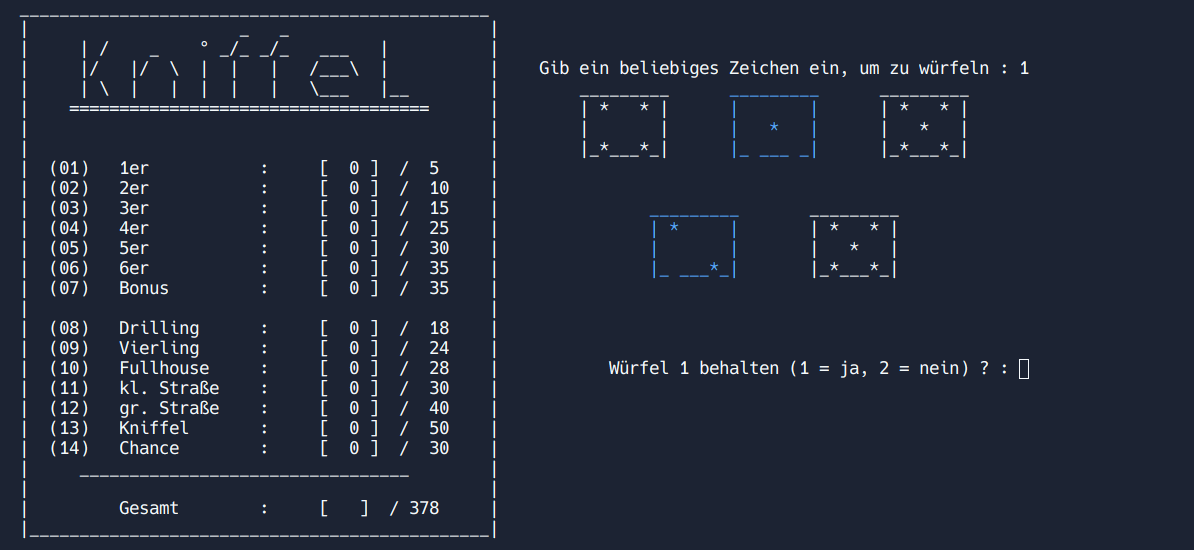 Kniffel
Gib ein beliebiges Zeichen ein, um zu würfeln : 1
(01) 1er : [ 0 ] / 5
(02) 2er : [ 0 ] / 10
(03) 3er : [ 0 ] / 15
(04) 4er : [ 0 ] / 25
(05) 5er : [ 0 ] / 30
(06) 6er : [ 0 ] / 35
(07) Bonus : [ 0 ] / 35
(08) Drilling : [ 0 ] / 18
(09) Vierling : [ 0 ] / 24
(10) Fullhouse : [ 0 ] / 28
(11) kl. Straße : [ 0 ] / 30
(12) gr. Straße : [ 0 ] / 40
(13) Kniffel : [ 0 ] / 50
(14) Chance : [ 0 ] / 30
Gesamt : [ ] / 378
Würfel 1 behalten (1 = ja, 2 = nein) ? :